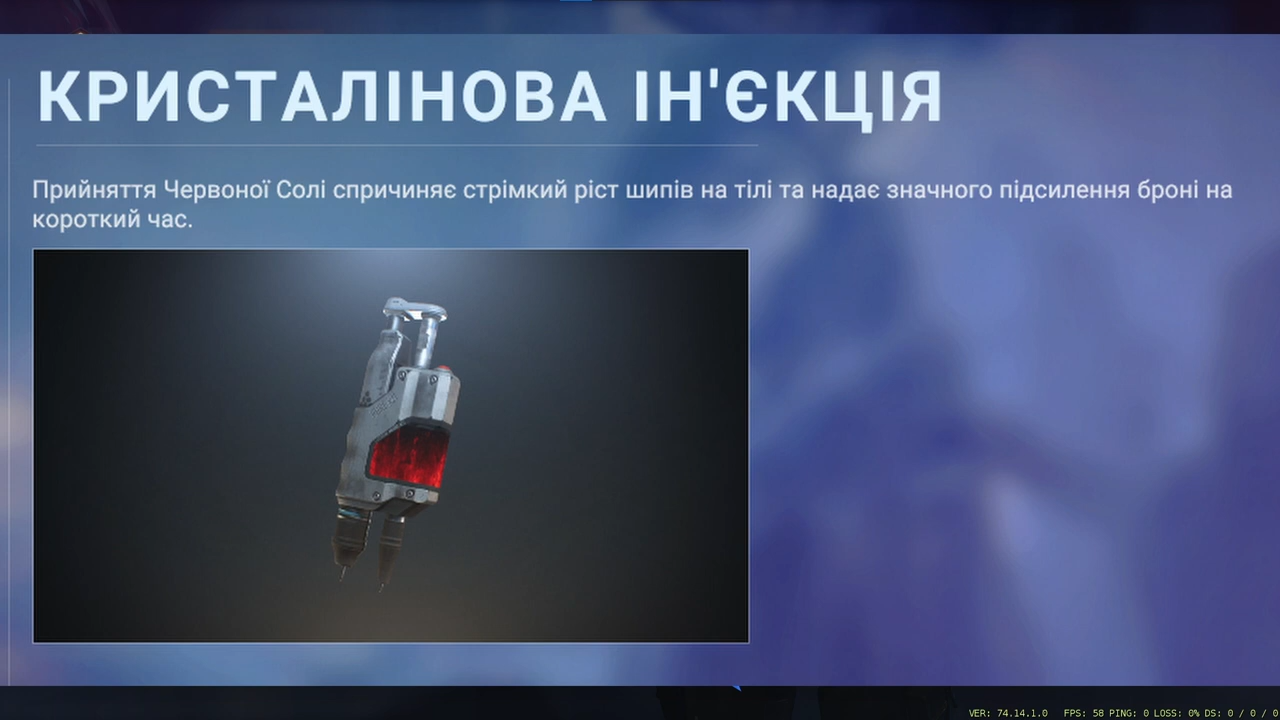 КРИСТАЛІНОВА ІН'ЄКЦІЯ
Прийняття Червоної Солі спричиняє стрімкий ріст шипів на тілі та надає значного підсилення броні на
короткий час.
VER: 74.14.1.0 FPS: 58 PING: 0 LOSS: 0% DS: 0 / 0 / 0